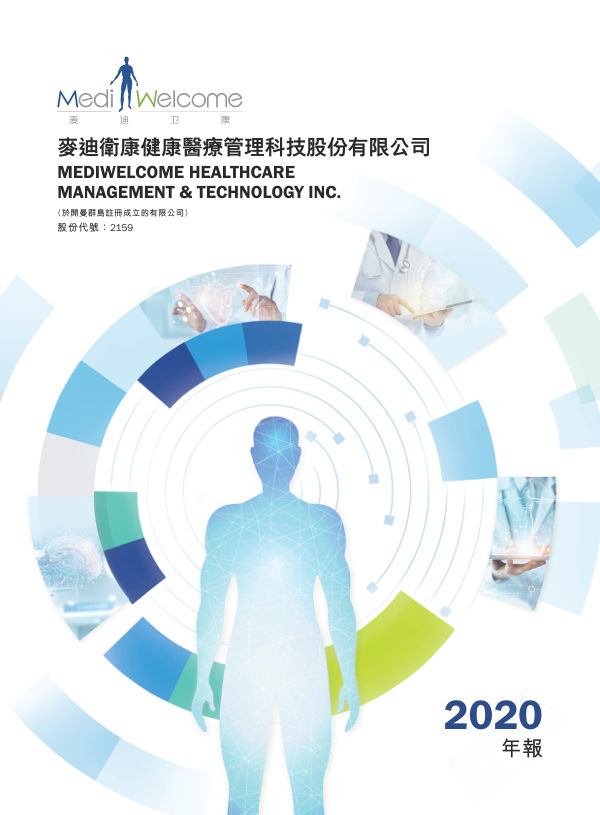 Medi Welcome
麥 迪 卫 康
麥迪衛康健康醫療管理科技股份有限公司
MEDIWELCOME HEALTHCARE
MANAGEMENT & TECHNOLOGY INC.
(於開曼群島註冊成立的有限公司)
股份代號：2159
2020
年報